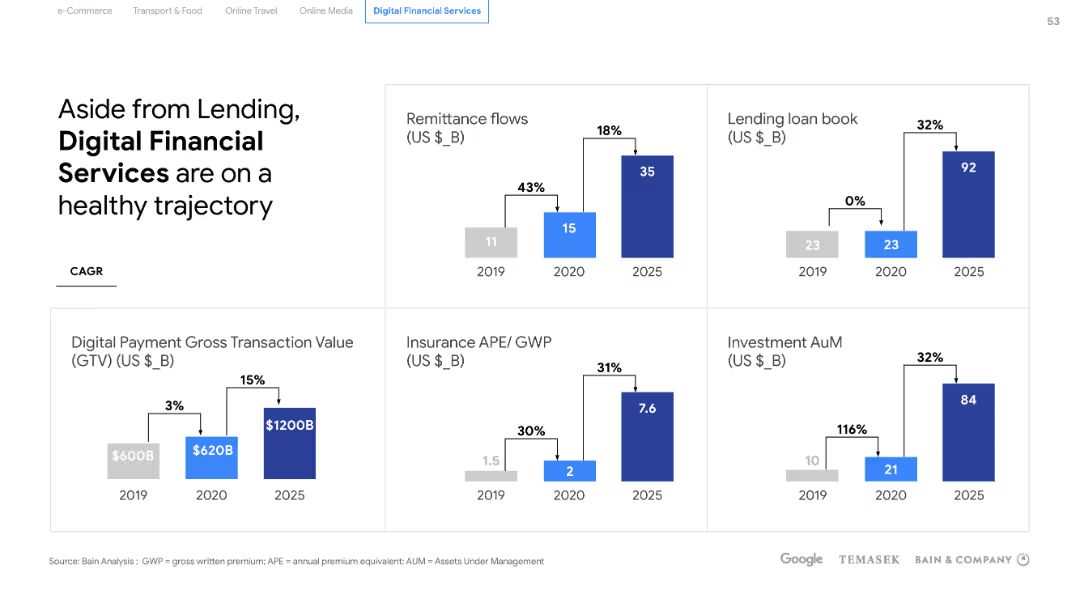 e-Commerce Transport & Food Online Travel Online Media Digital Financial Services
53
Aside from Lending,
Digital Financial
Services are on a
healthy trajectory
CAGR
Remittance flows
(US $_B)
18%
43%
35
15
11
2019 2020 2025
Lending loan book
(US $_B)
32%
0%
92
23 23
2019 2020 2025
Digital Payment Gross Transaction Value
(GTV) (US $_B)
15%
3%
$1200B
$600B $620B
2019 2020 2025
Insurance APE/ GWP
(US $_B)
31%
30%
7.6
1.5
2
2019 2020 2025
Investment AuM
(US $_B)
32%
116%
84
10
21
2019 2020 2025
Source: Bain Analysis ; GWP = gross written premium; APE = annual premium equivalent; AUM = Assets Under Management
Google TEMASEK BAIN & COMPANY